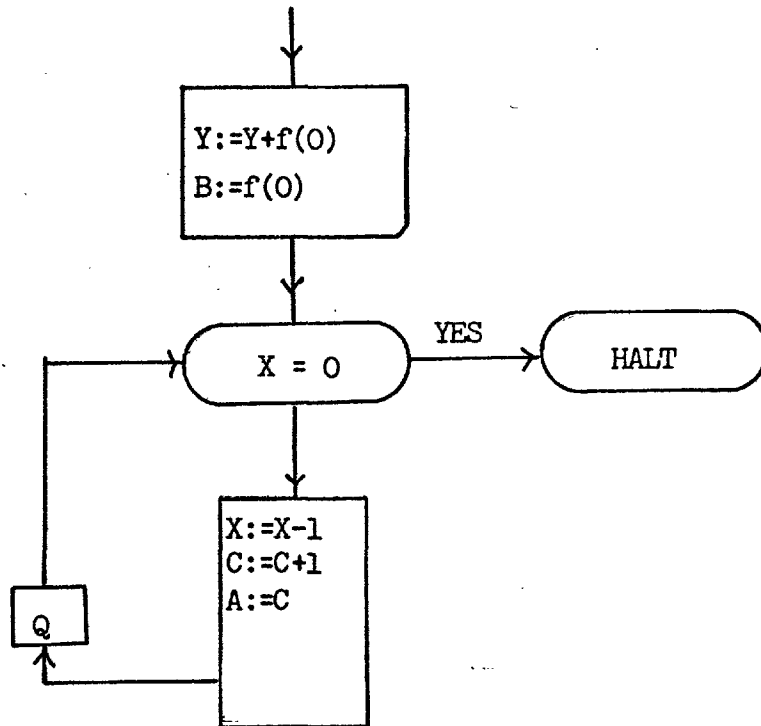 Y:=Y+f(0)
B:=f(0)
X = 0
YES
HALT
X:=X-1
C:=C+1
A:=C
Q